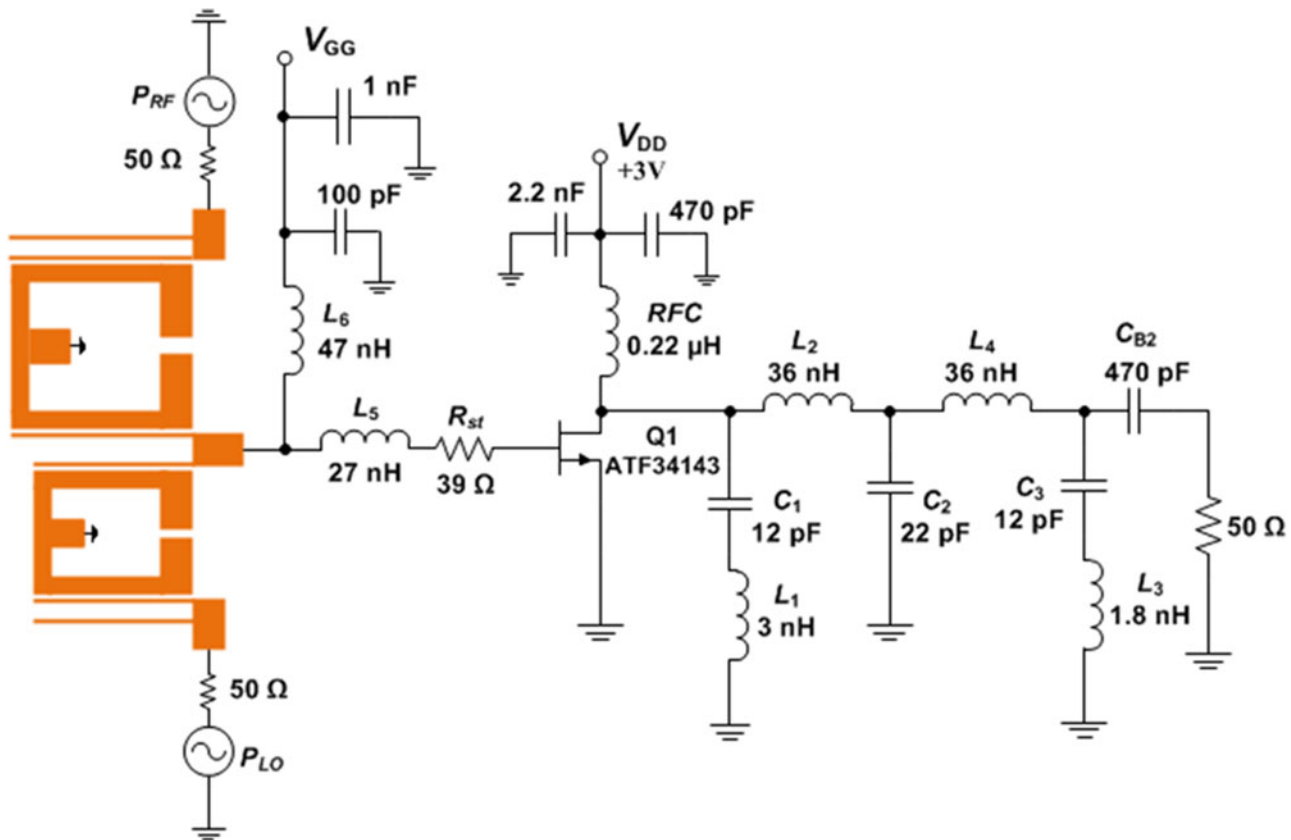 V_GG
P_RF
1 nF
50 Ω
100 pF
V_DD
+3V
2.2 nF
470 pF
L_6
47 nH
RFC
0.22 µH
L_2
36 nH
L_4
36 nH
C_B2
470 pF
L_5
27 nH
R_st
39 Ω
Q1
ATF34143
C_1
12 pF
C_2
22 pF
C_3
12 pF
50 Ω
L_1
3 nH
L_3
1.8 nH
50 Ω
P_LO